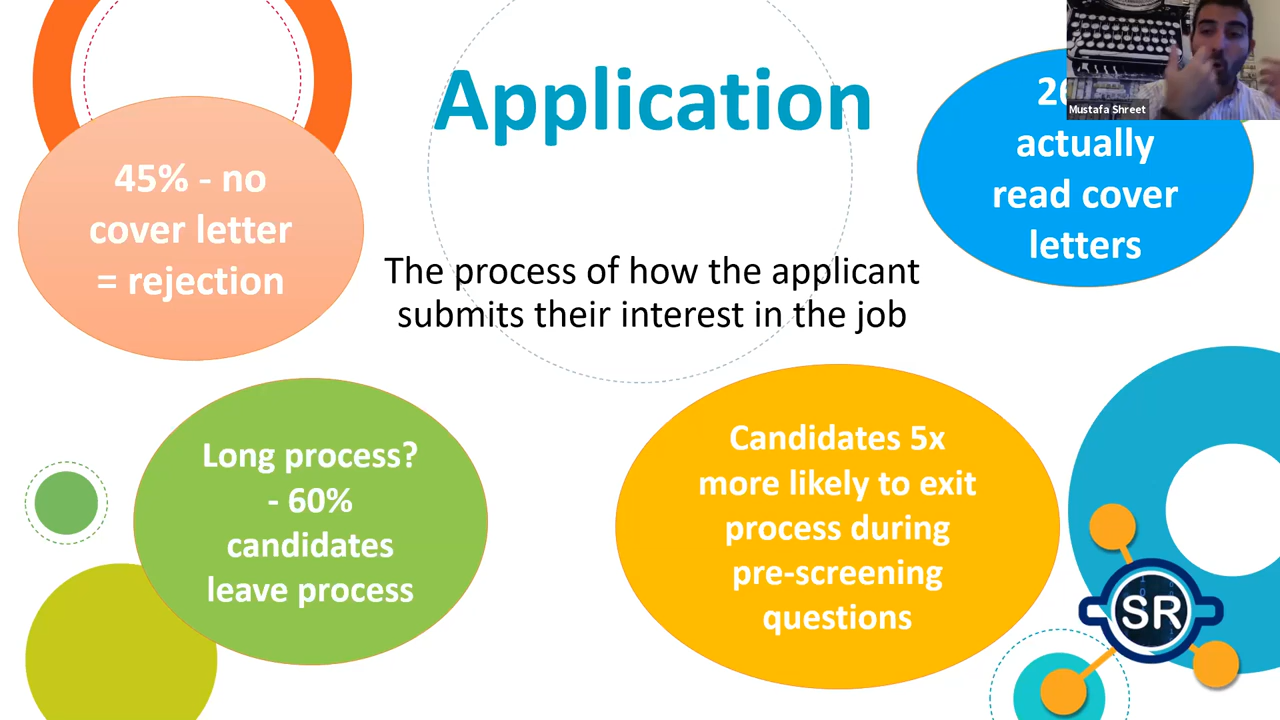 Application
45% - no
cover letter
= rejection
actually
read cover
letters
Mustafa Shreet
The process of how the applicant
submits their interest in the job
Long process?
- 60%
candidates
leave process
Candidates 5x
more likely to exit
process during
pre-screening
questions
SR